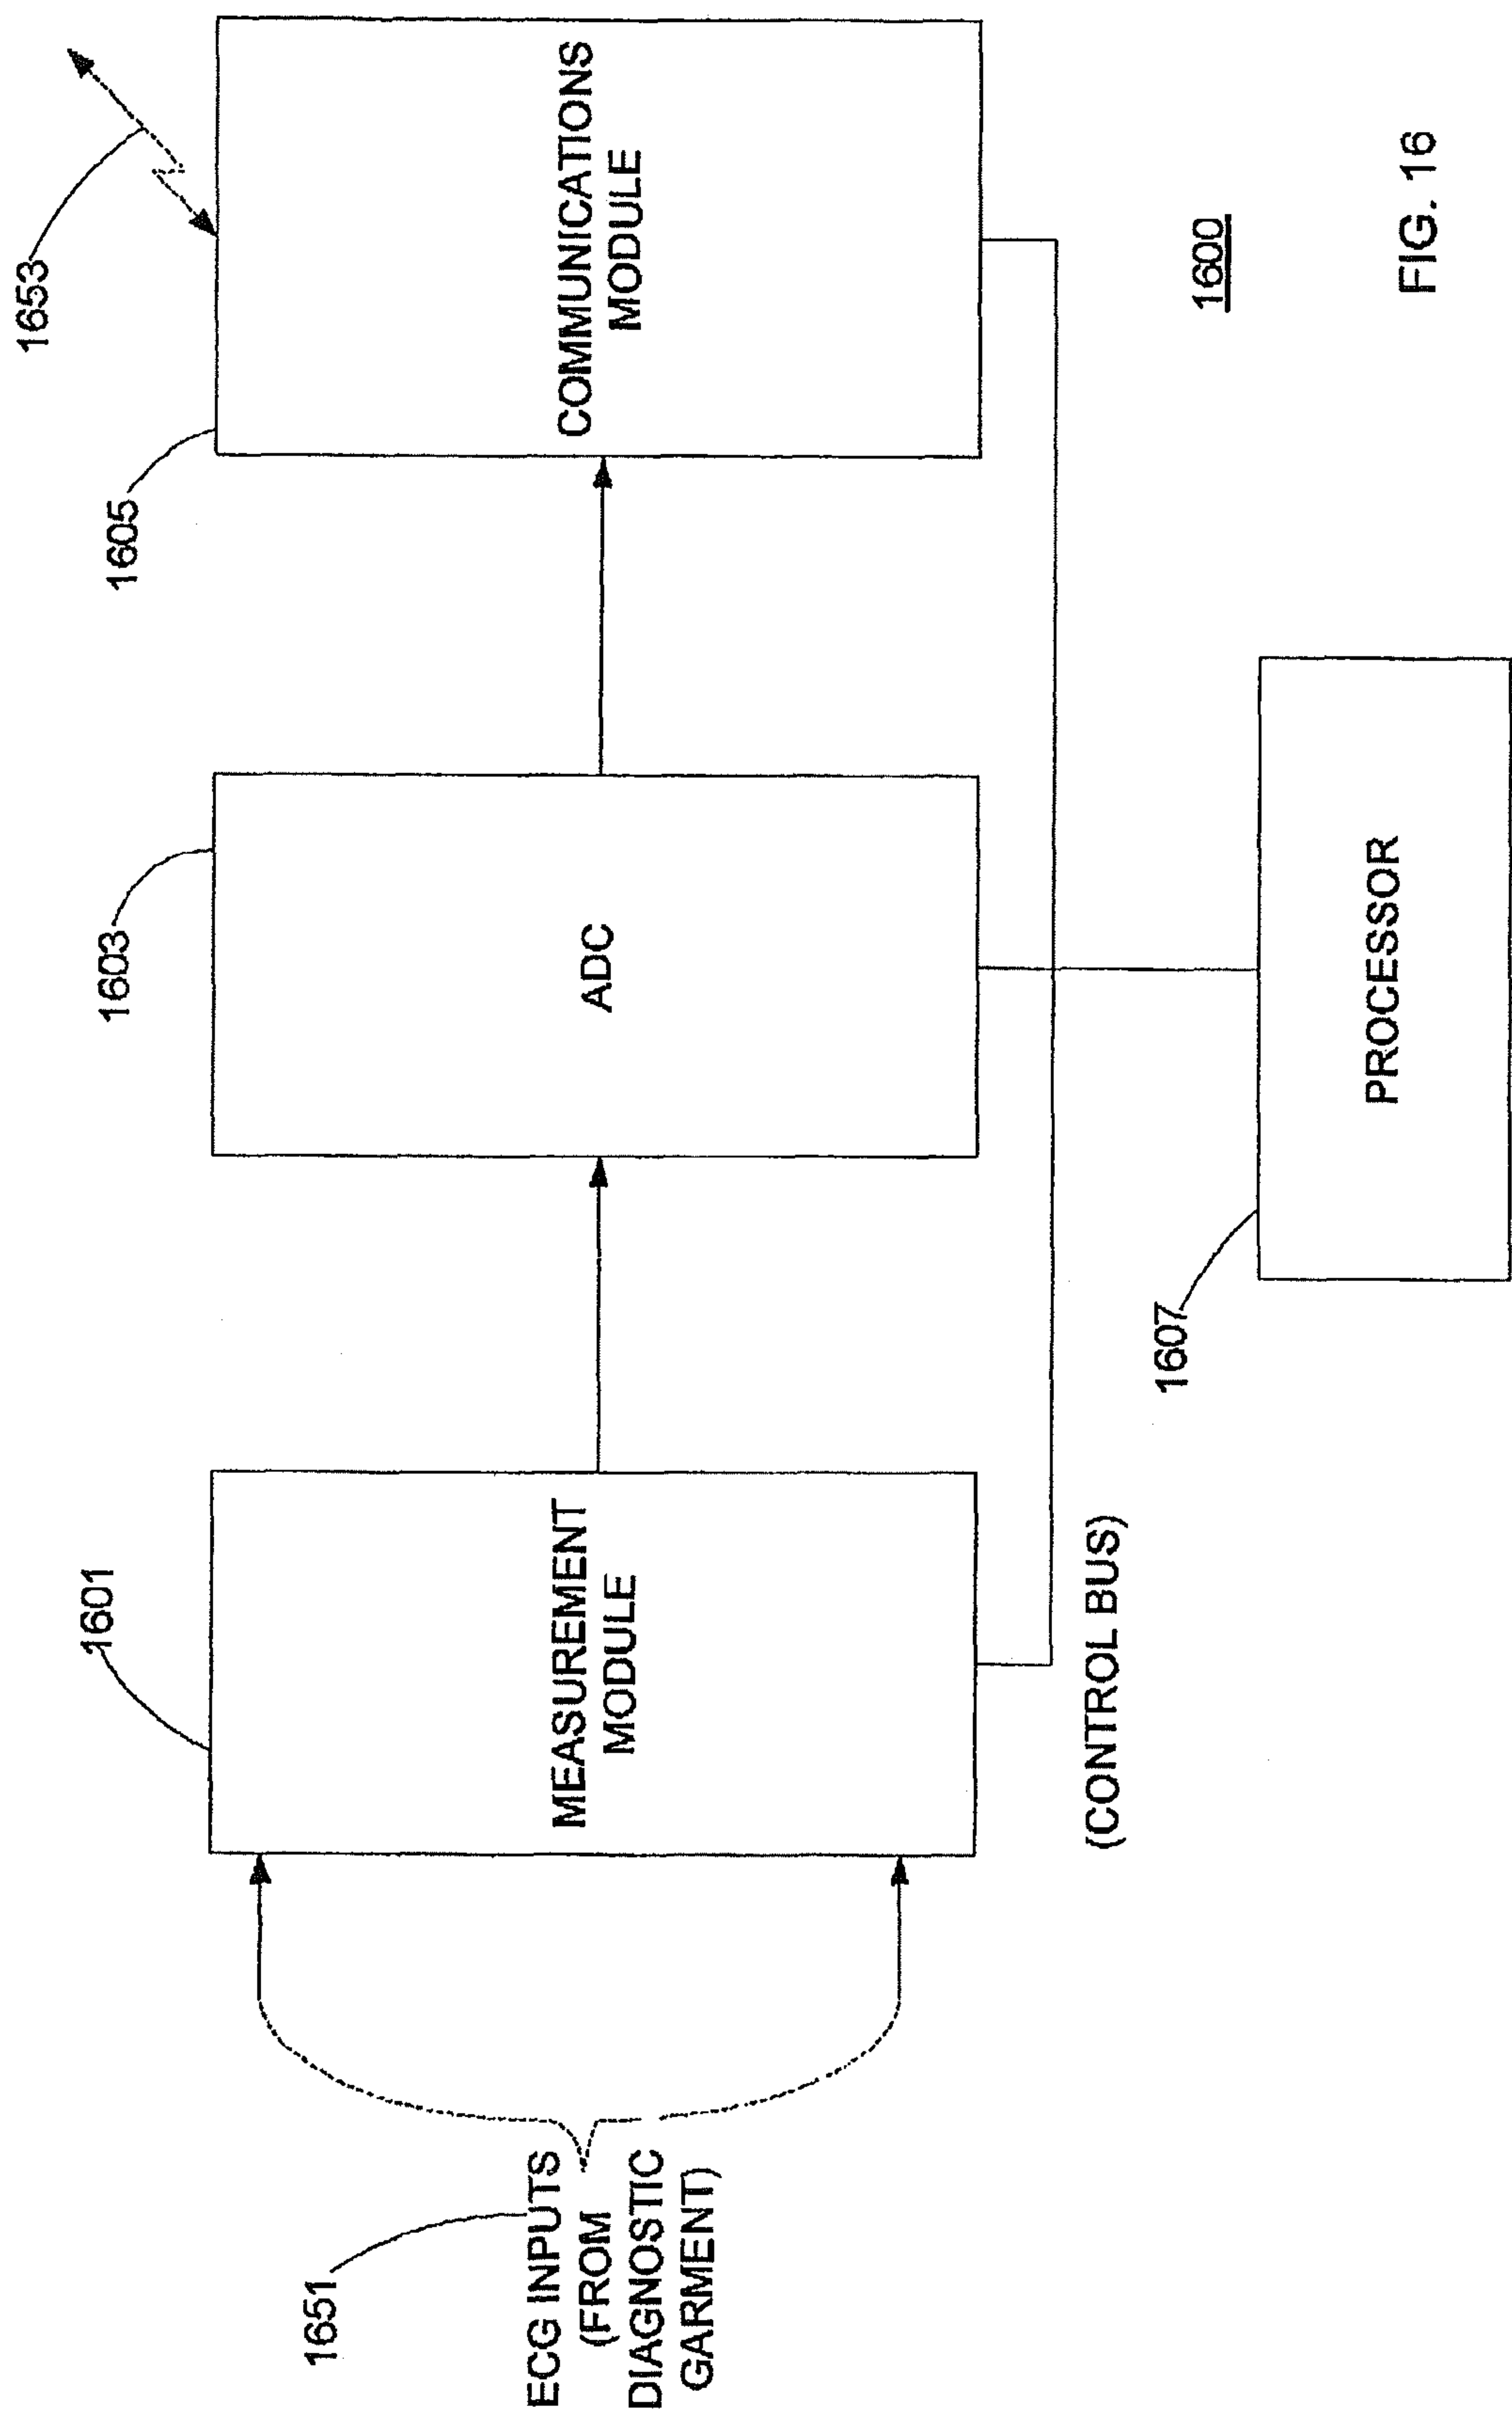 1653
1605
1603
1601
COMMUNICATIONS
MODULE
ADC
MEASUREMENT
MODULE
1651
ECG INPUTS
(FROM
DIAGNOSTIC
GARMENT)
(CONTROL BUS)
1607
PROCESSOR
1600
FIG. 16